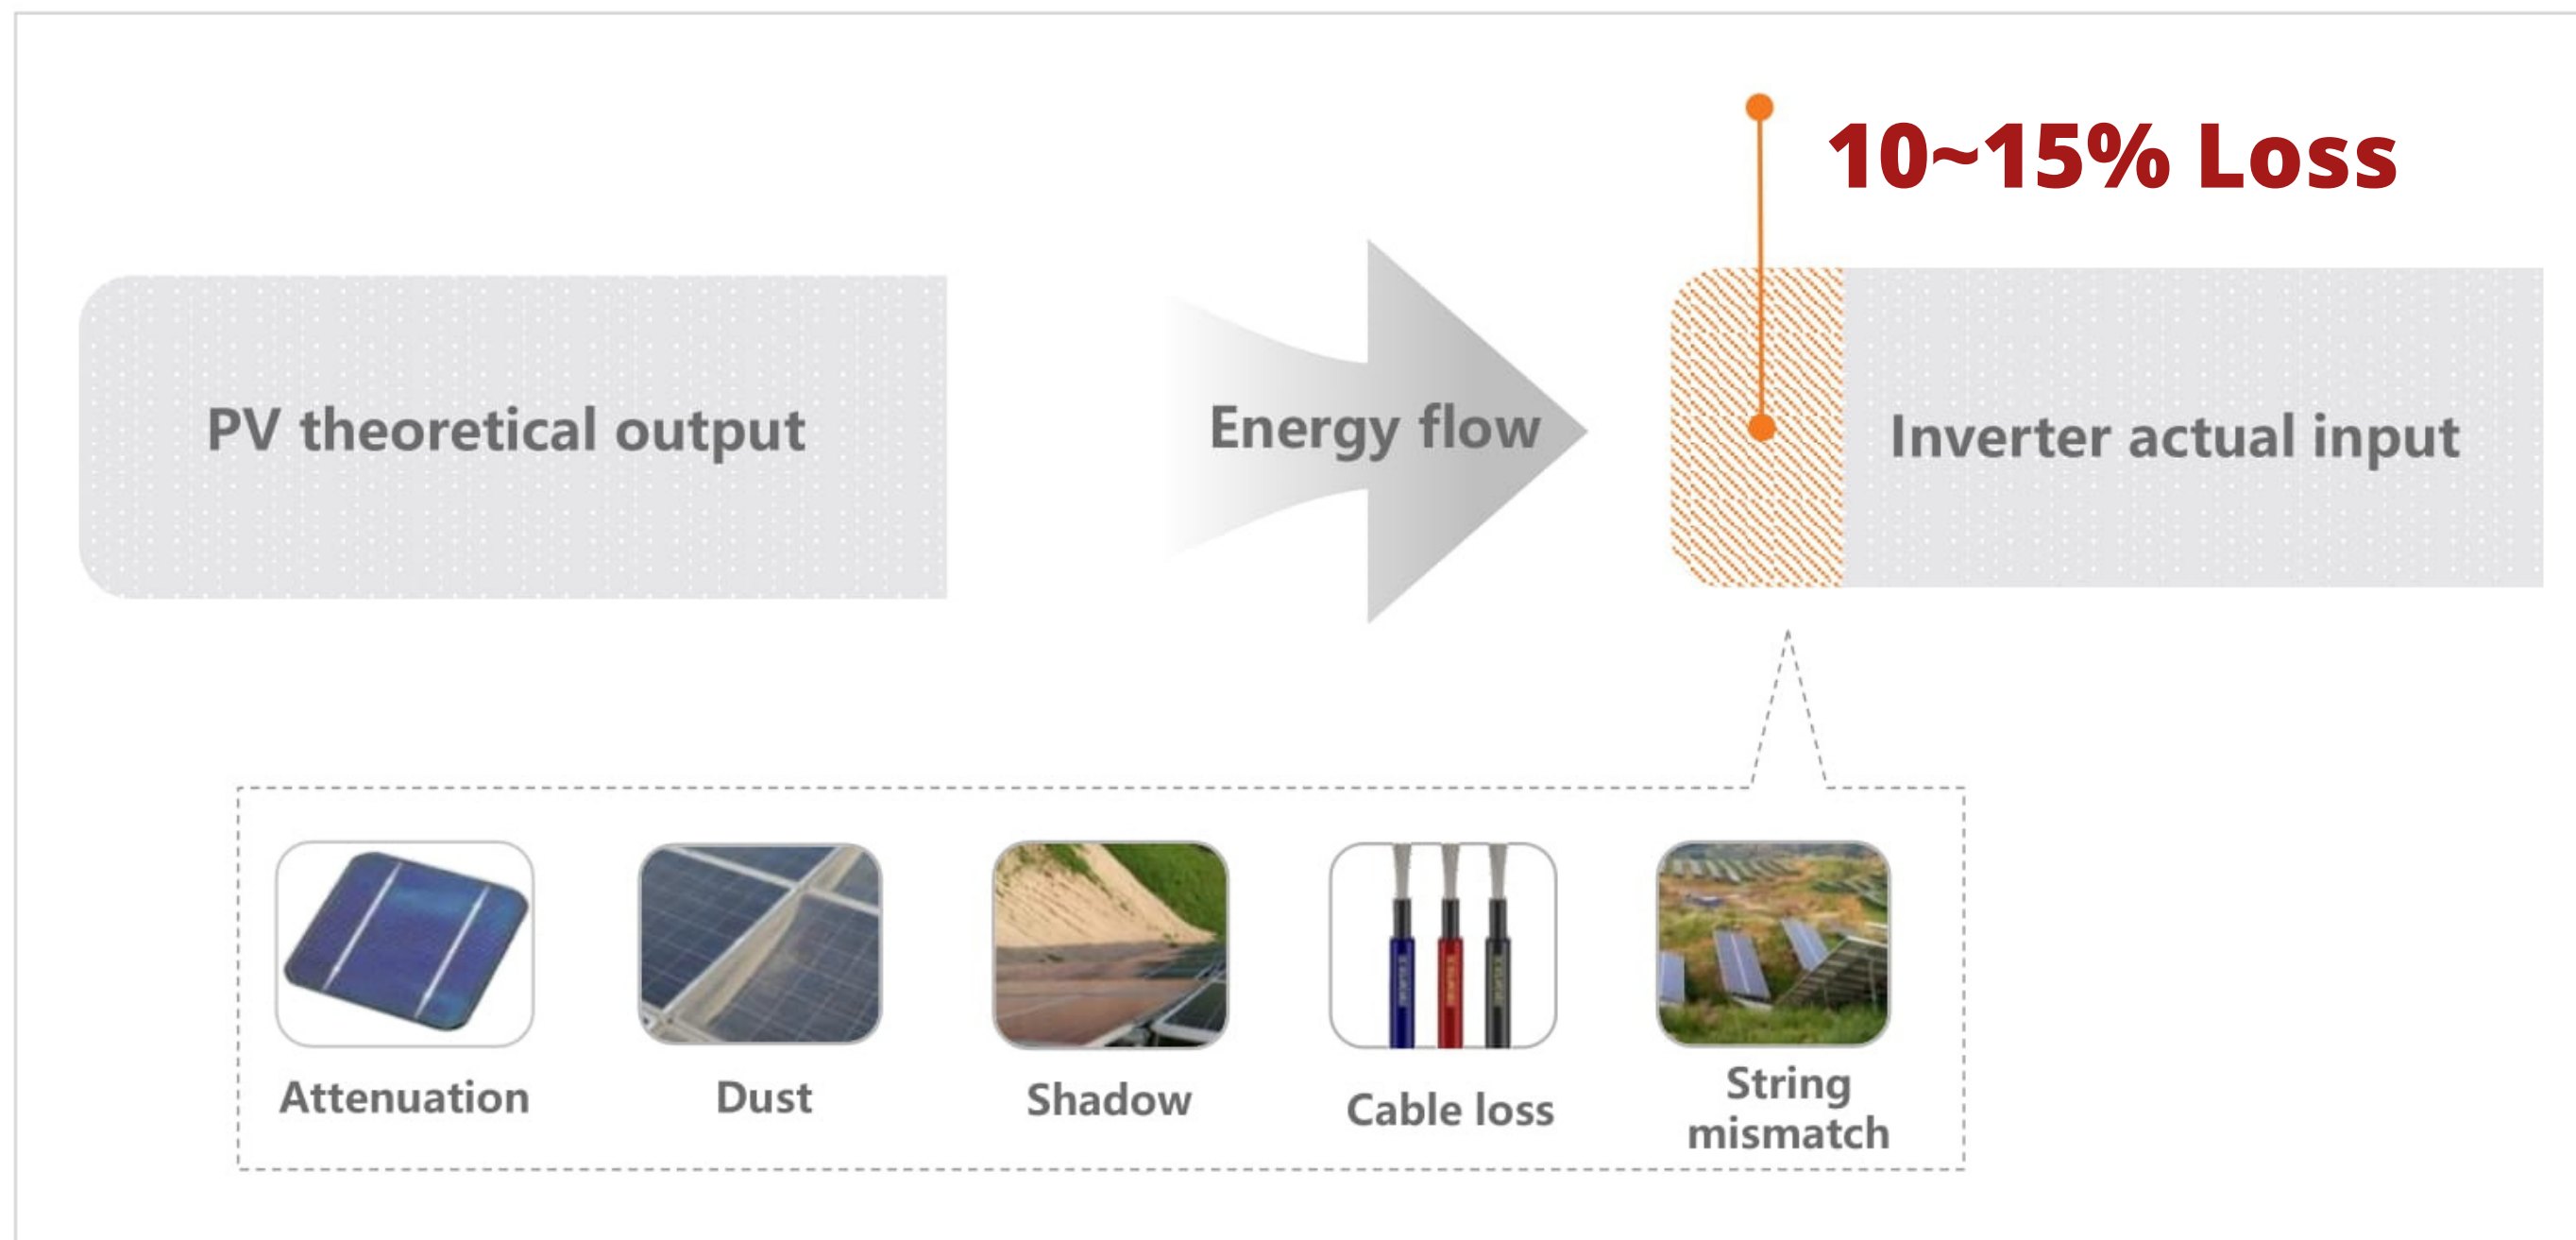 10~15% Loss
PV theoretical output
Energy flow
Inverter actual input
Attenuation
Dust
Shadow
Cable loss
String
mismatch